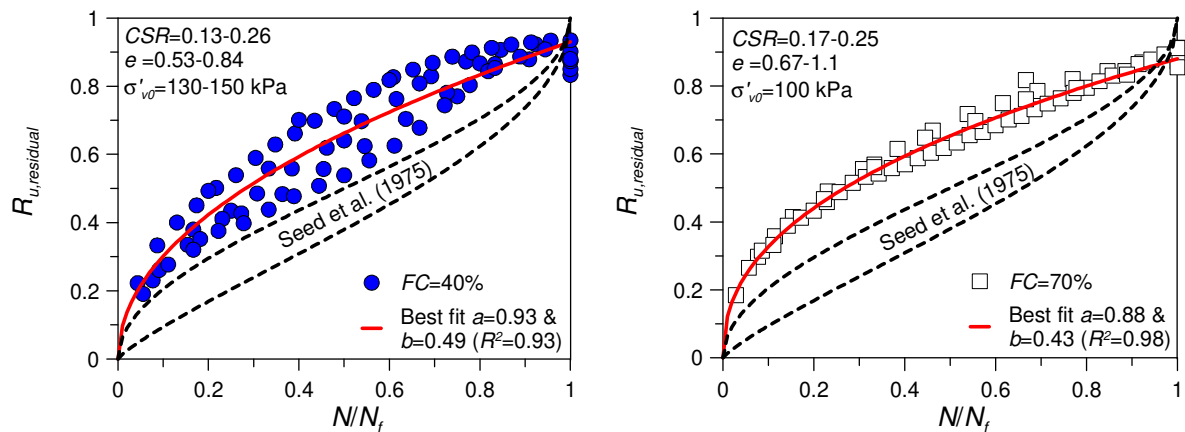 CSR=0.13-0.26
e =0.53-0.84
σ'v0=130-150 kPa
Seed et al. (1975)
FC=40%
Best fit a=0.93 &
b=0.49 (R²=0.93)
Ru,residual
0
0.2
0.4
0.6
0.8
1
0
0.2
0.4
0.6
0.8
1
N/Nf
CSR=0.17-0.25
e =0.67-1.1
σ'v0=100 kPa
Seed et al. (1975)
FC=70%
Best fit a=0.88 &
b=0.43 (R²=0.98)
Ru,residual
0
0.2
0.4
0.6
0.8
1
0
0.2
0.4
0.6
0.8
1
N/Nf